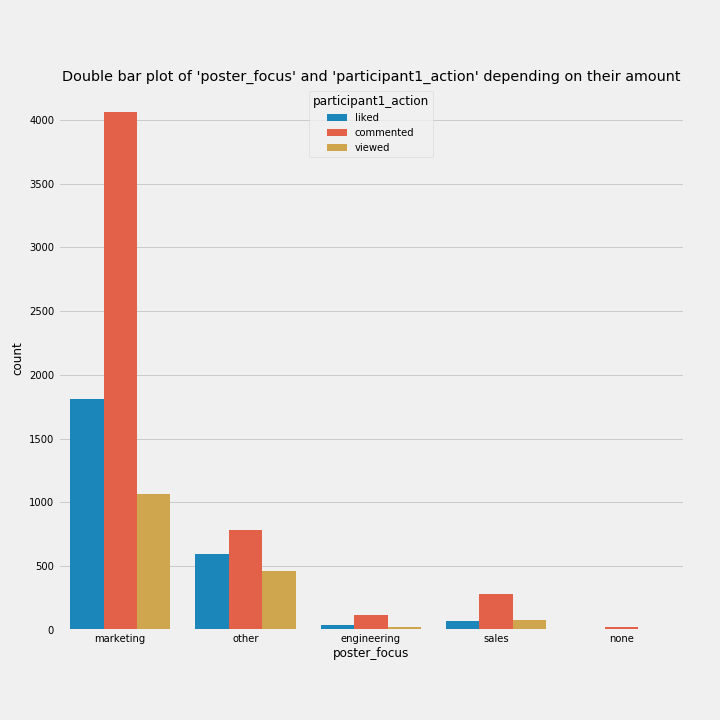 Double bar plot of 'poster_focus' and 'participant1_action' depending on their amount
participant1_action
liked
commented
viewed
4000
3500
3000
2500
2000
1500
1000
500
0
count
marketing other engineering sales none
poster_focus